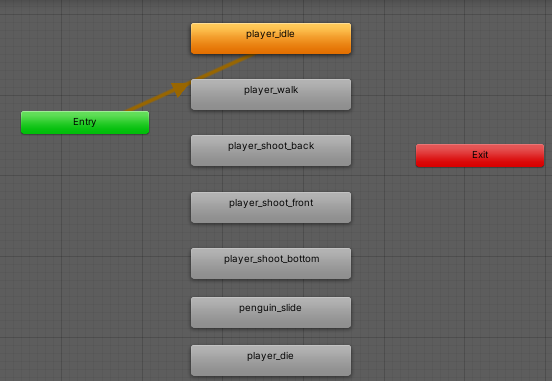 player_idle
player_walk
Entry
player_shoot_back
Exit
player_shoot_front
player_shoot_bottom
penguin_slide
player_die